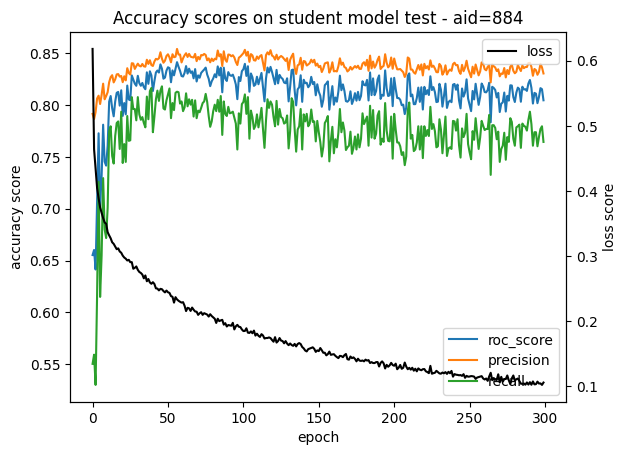 Accuracy scores on student model test - aid=884
accuracy score
0.85
0.80
0.75
0.70
0.65
0.60
0.55
loss
0.6
0.5
0.4
0.3
0.2
0.1
loss score
roc_score
precision
recall
0
50
100
150
200
250
300
epoch